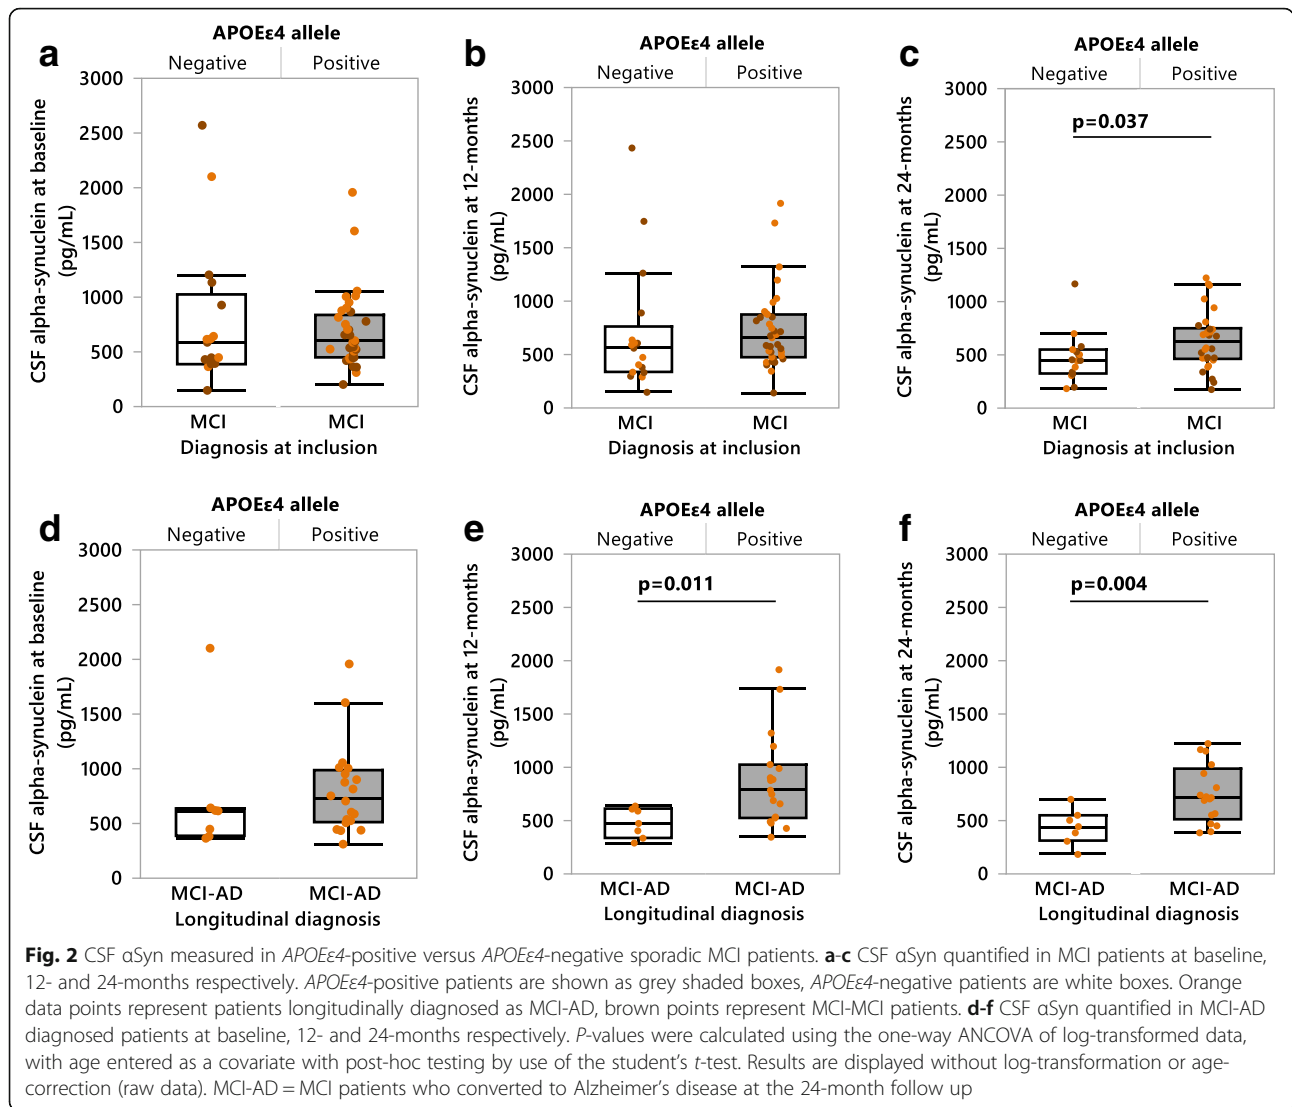 a
APOEε4 allele
Negative Positive
CSF alpha-synuclein at baseline
(pg/mL)
3000
2500
2000
1500
1000
500
0
MCI MCI
Diagnosis at inclusion
b
APOEε4 allele
Negative Positive
CSF alpha-synuclein at 12-months
(pg/mL)
3000
2500
2000
1500
1000
500
0
MCI MCI
Diagnosis at inclusion
c
APOEε4 allele
Negative Positive
CSF alpha-synuclein at 24-months
(pg/mL)
3000
2500
2000
1500
1000
500
0
p=0.037
MCI MCI
Diagnosis at inclusion
d
APOEε4 allele
Negative Positive
CSF alpha-synuclein at baseline
(pg/mL)
3000
2500
2000
1500
1000
500
0
MCI-AD MCI-AD
Longitudinal diagnosis
e
APOEε4 allele
Negative Positive
CSF alpha-synuclein at 12-months
(pg/mL)
3000
2500
2000
1500
1000
500
0
p=0.011
MCI-AD MCI-AD
Longitudinal diagnosis
f
APOEε4 allele
Negative Positive
CSF alpha-synuclein at 24-months
(pg/mL)
3000
2500
2000
1500
1000
500
0
p=0.004
MCI-AD MCI-AD
Longitudinal diagnosis
Fig. 2 CSF αSyn measured in APOEε4-positive versus APOEε4-negative sporadic MCI patients. a-c CSF αSyn quantified in MCI patients at baseline,
12- and 24-months respectively. APOEε4-positive patients are shown as grey shaded boxes, APOEε4-negative patients are white boxes. Orange
data points represent patients longitudinally diagnosed as MCI-AD, brown points represent MCI-MCI patients. d-f CSF αSyn quantified in MCI-AD
diagnosed patients at baseline, 12- and 24-months respectively. P-values were calculated using the one-way ANCOVA of log-transformed data,
with age entered as a covariate with post-hoc testing by use of the student's t-test. Results are displayed without log-transformation or age-
correction (raw data). MCI-AD = MCI patients who converted to Alzheimer's disease at the 24-month follow up